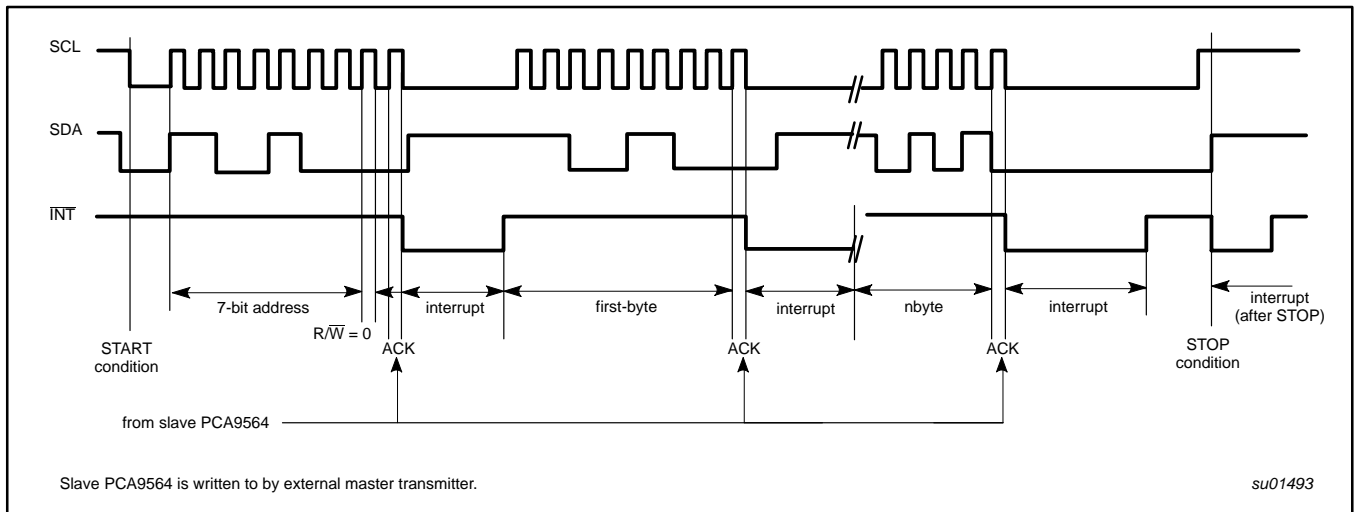 SCL
SDA
INT
7-bit address
interrupt
first-byte
interrupt
nbyte
interrupt
interrupt
(after STOP)
R/W = 0
START
condition
ACK
ACK
ACK
STOP
condition
from slave PCA9564
Slave PCA9564 is written to by external master transmitter.
su01493